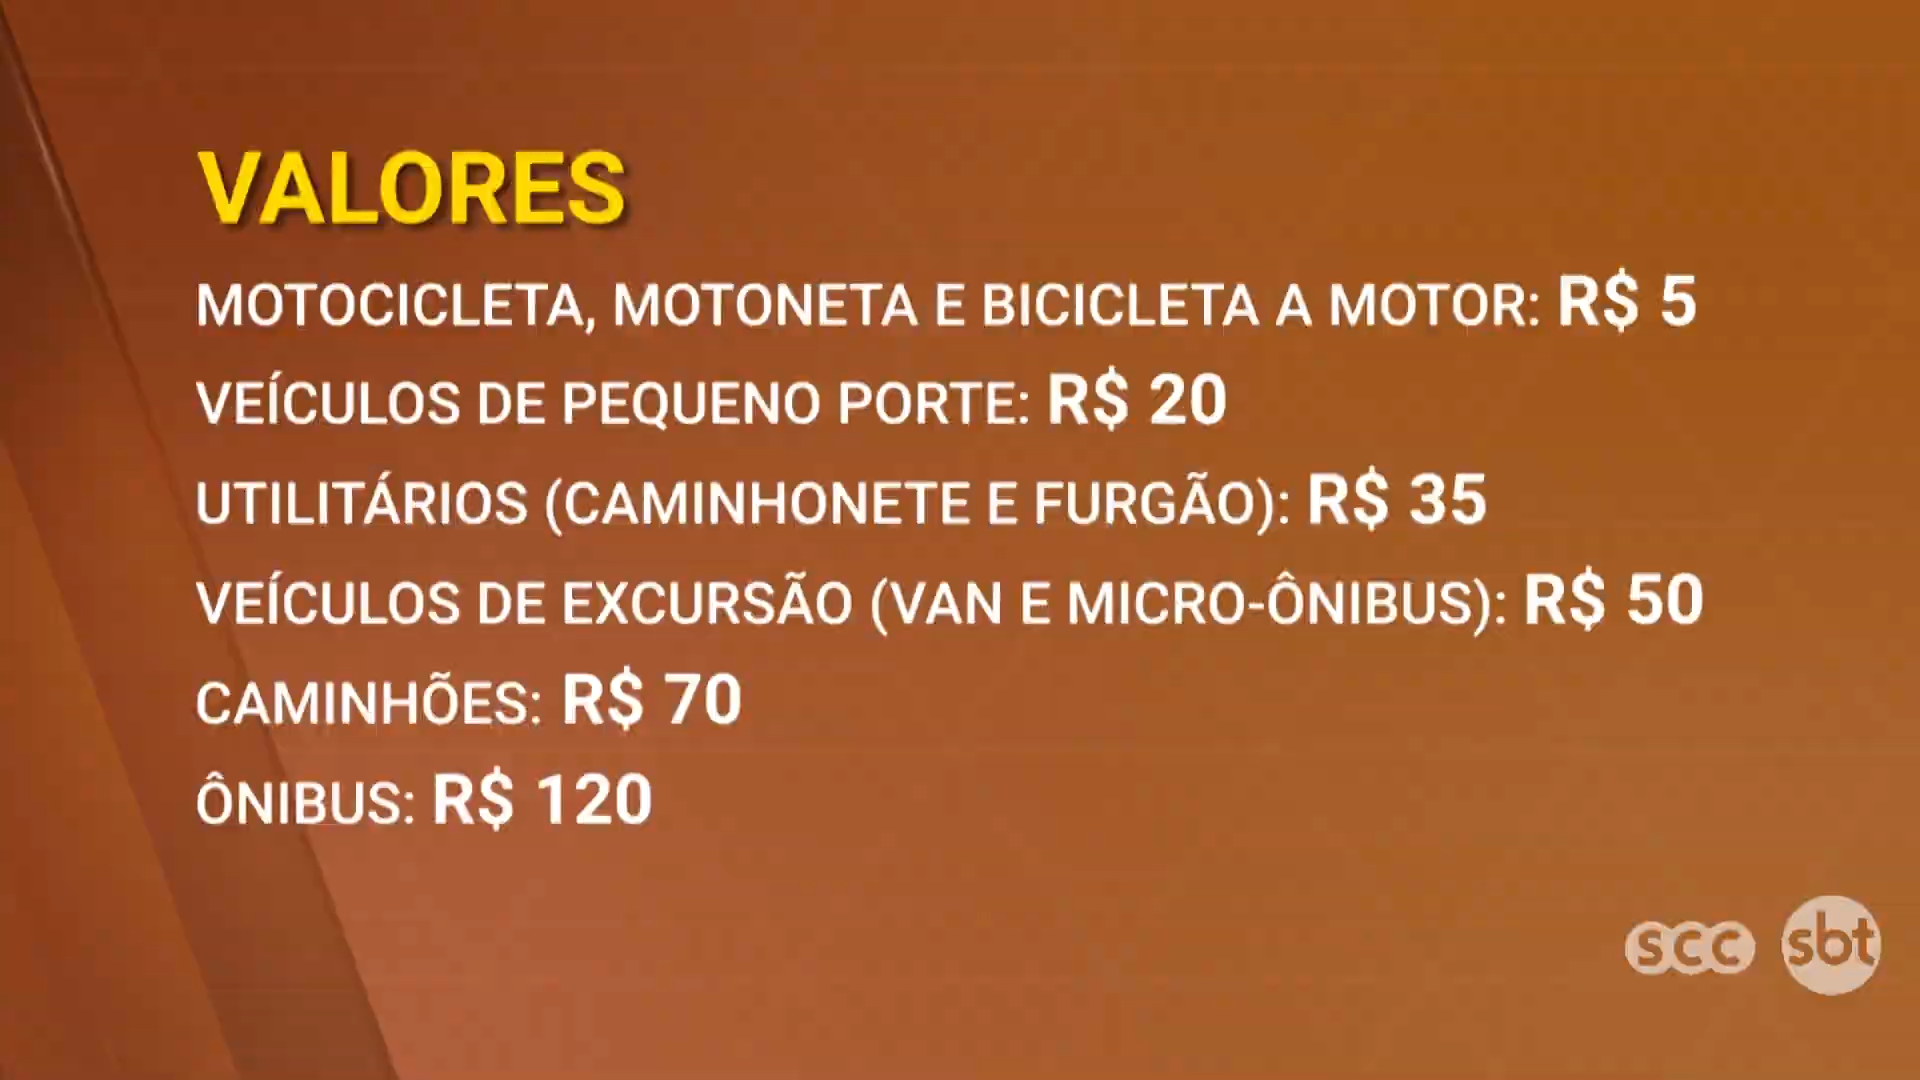 VALORES
MOTOCICLETA, MOTONETA E BICICLETA A MOTOR: R$ 5
VEÍCULOS DE PEQUENO PORTE: R$ 20
UTILITÁRIOS (CAMINHONETE E FURGÃO): R$ 35
VEÍCULOS DE EXCURSÃO (VAN E MICRO-ÔNIBUS): R$ 50
CAMINHÕES: R$ 70
ÔNIBUS: R$ 120
scc sbt